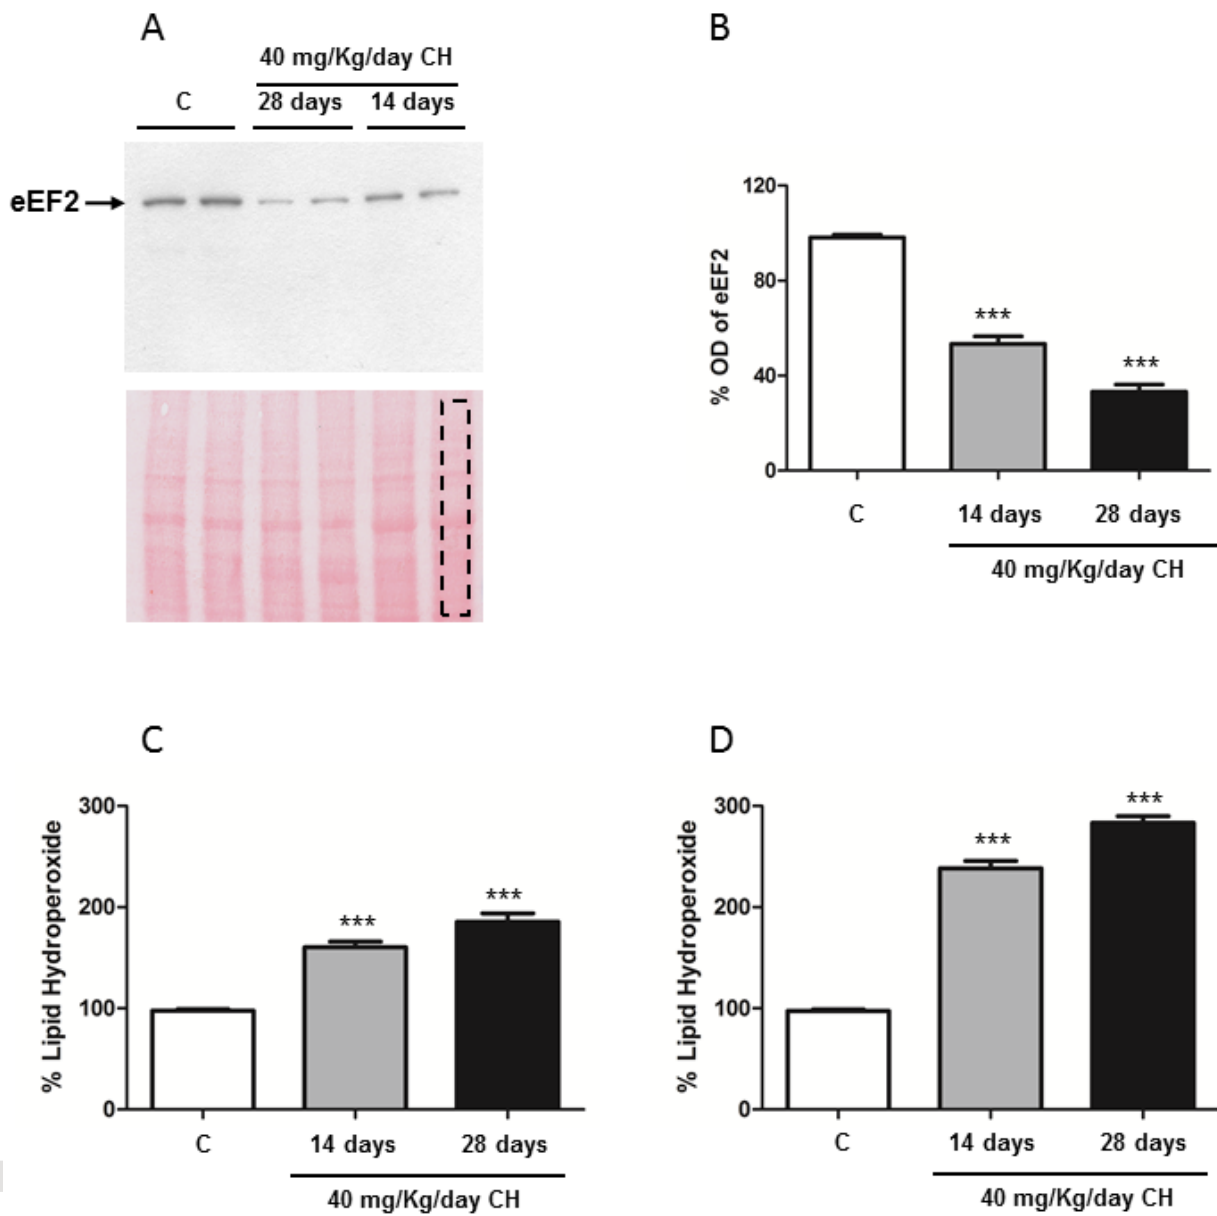 A
40 mg/Kg/day CH
C
28 days
14 days
eEF2
B
120
80
40
0
% OD of eEF2
***
***
C
14 days
28 days
40 mg/Kg/day CH
C
300
200
100
0
% Lipid Hydroperoxide
***
***
C
14 days
28 days
40 mg/Kg/day CH
D
300
200
100
0
% Lipid Hydroperoxide
***
***
C
14 days
28 days
40 mg/Kg/day CH